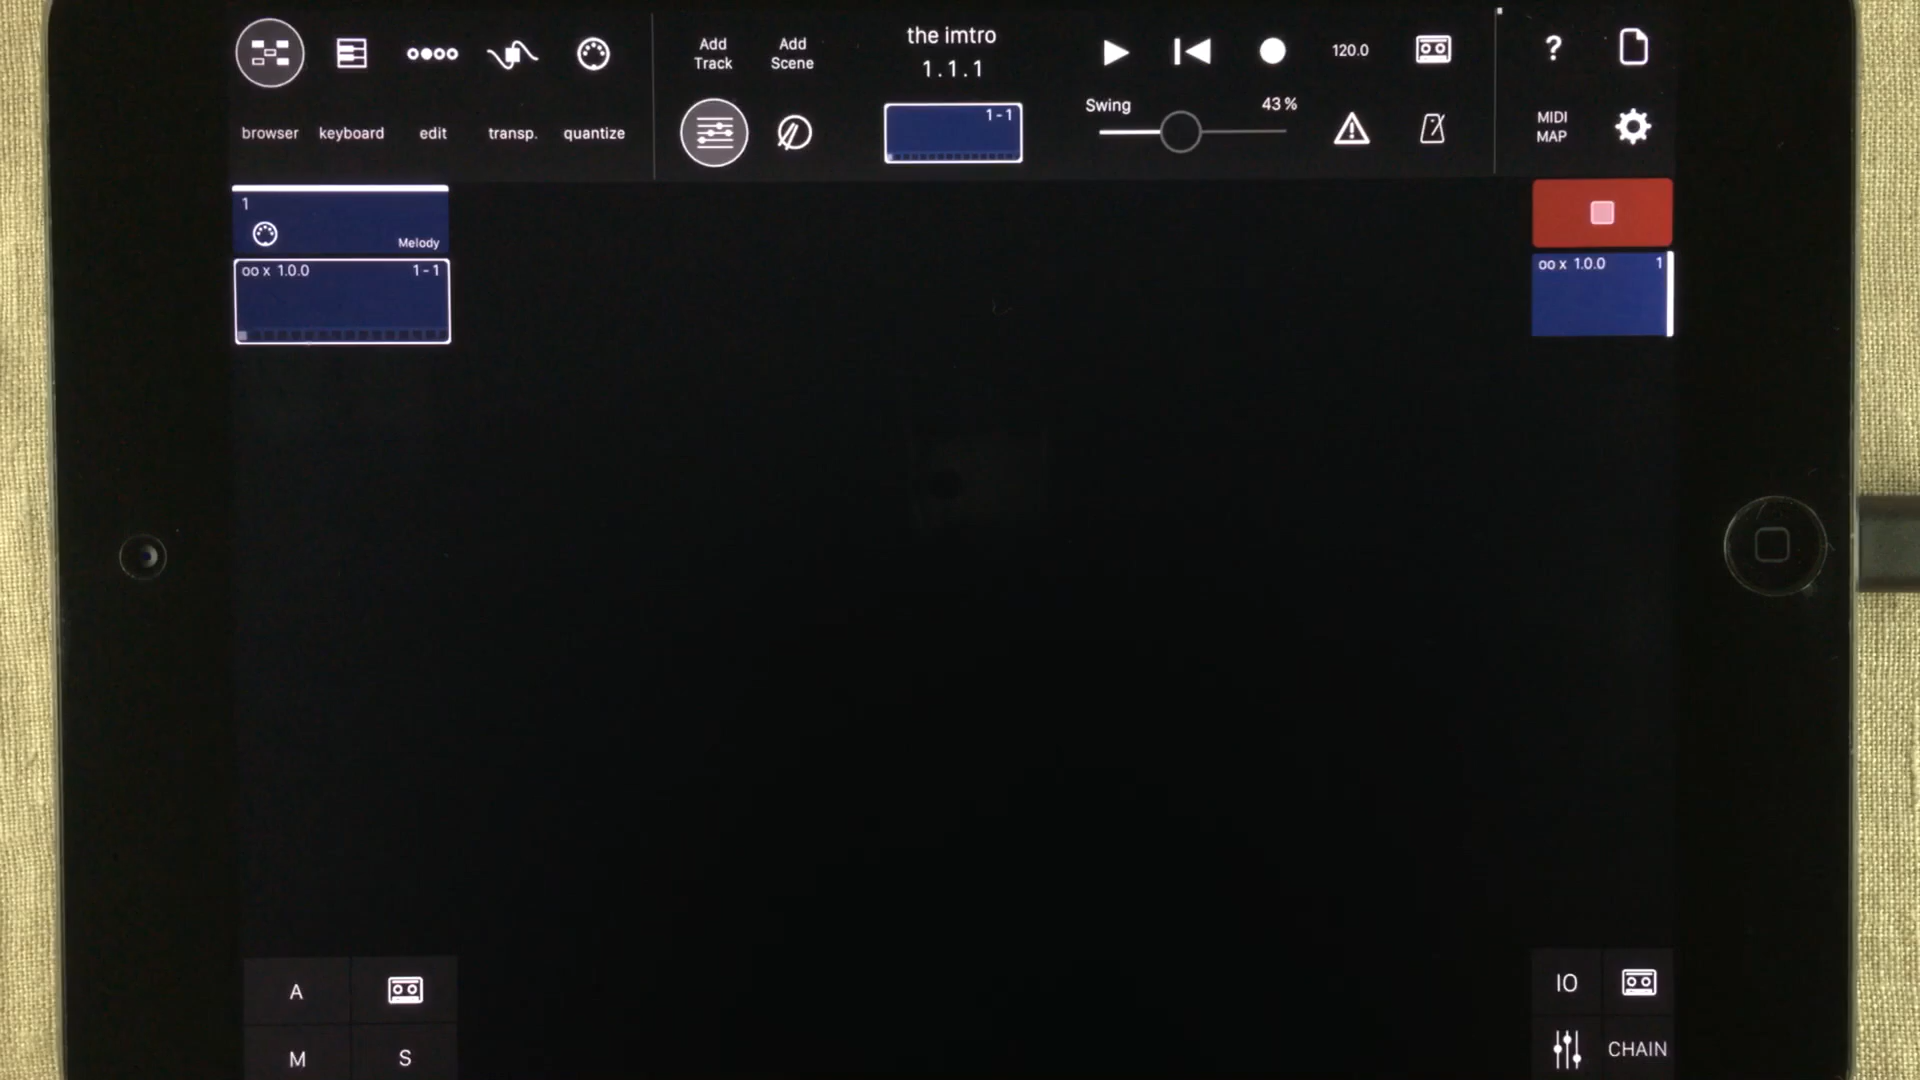 Add
Track
Add
Scene
the imtro
1.1.1
120.0
?
browser
keyboard
edit
transp.
quantize
1-1
Swing
43 %
MIDI
MAP
1
Melody
oo x 1.0.0
1-1
oo x 1.0.0
1
A
M
S
IO
CHAIN